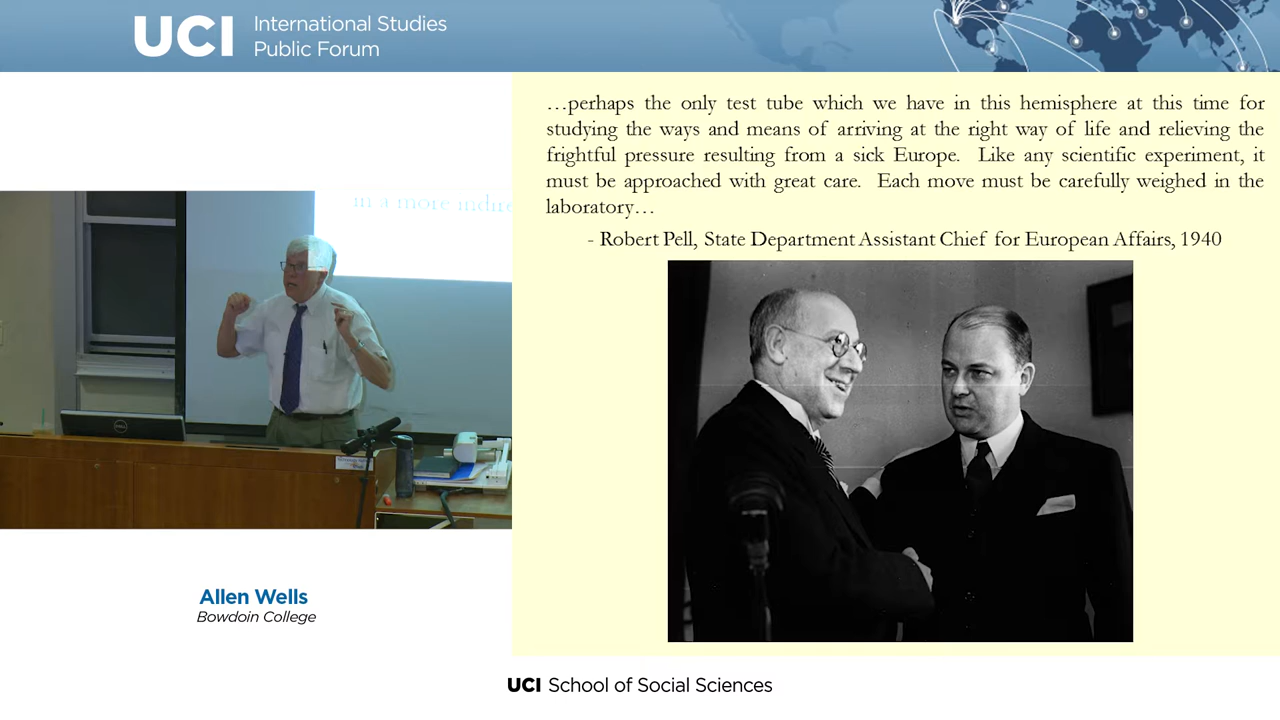 UCI International Studies
Public Forum
…perhaps the only test tube which we have in this hemisphere at this time for
studying the ways and means of arriving at the right way of life and relieving the
frightful pressure resulting from a sick Europe. Like any scientific experiment, it
must be approached with great care. Each move must be carefully weighed in the
laboratory…
- Robert Pell, State Department Assistant Chief for European Affairs, 1940
in a more
DELL
Allen Wells
Bowdoin College
UCI School of Social Sciences